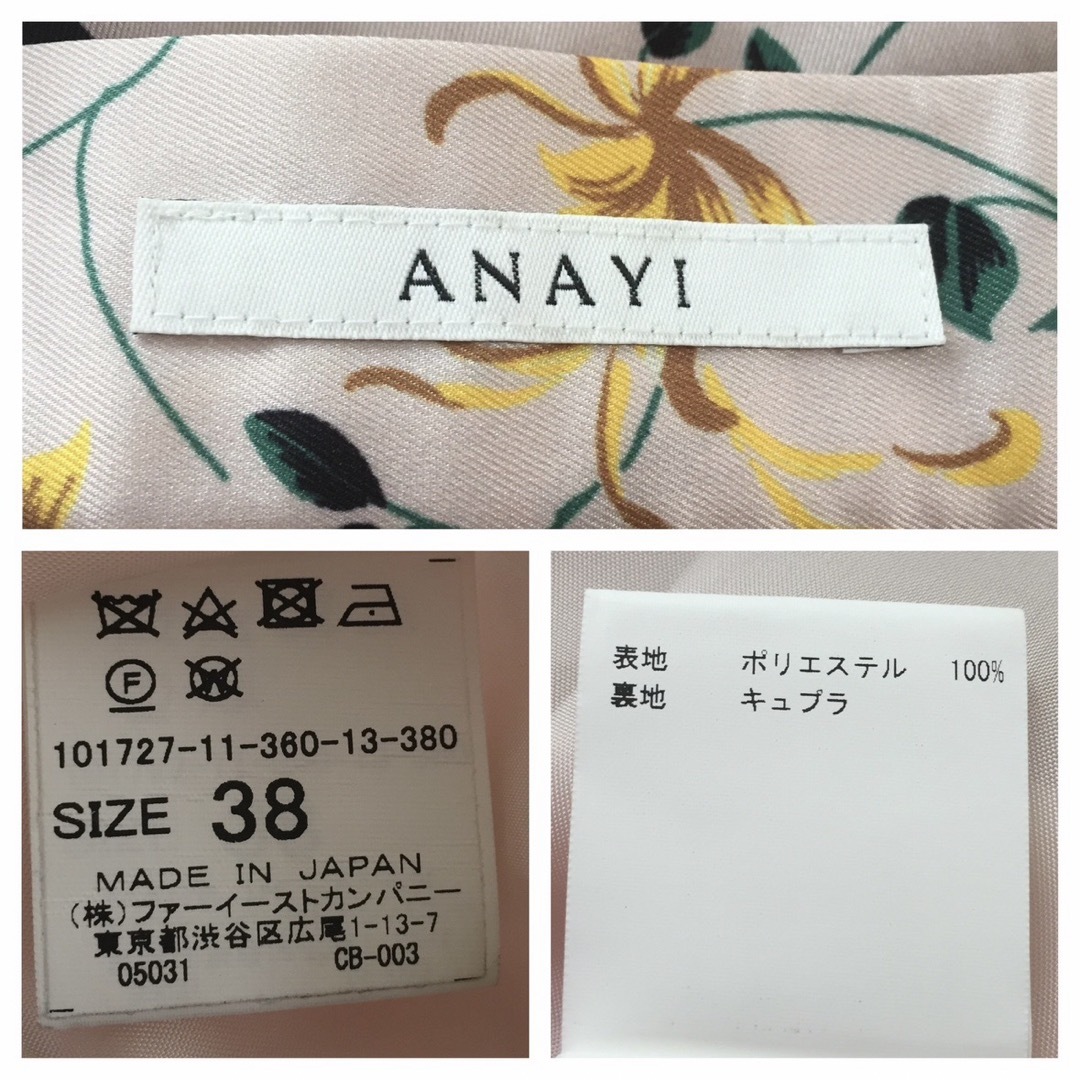 ANAYI
F
W
101727-11-360-13-380
SIZE 38
MADE IN JAPAN
(株)ファーイーストカンパニー
東京都渋谷区広尾1-13-7
05031 CB-003
表地 ポリエステル 100%
裏地 キュプラ